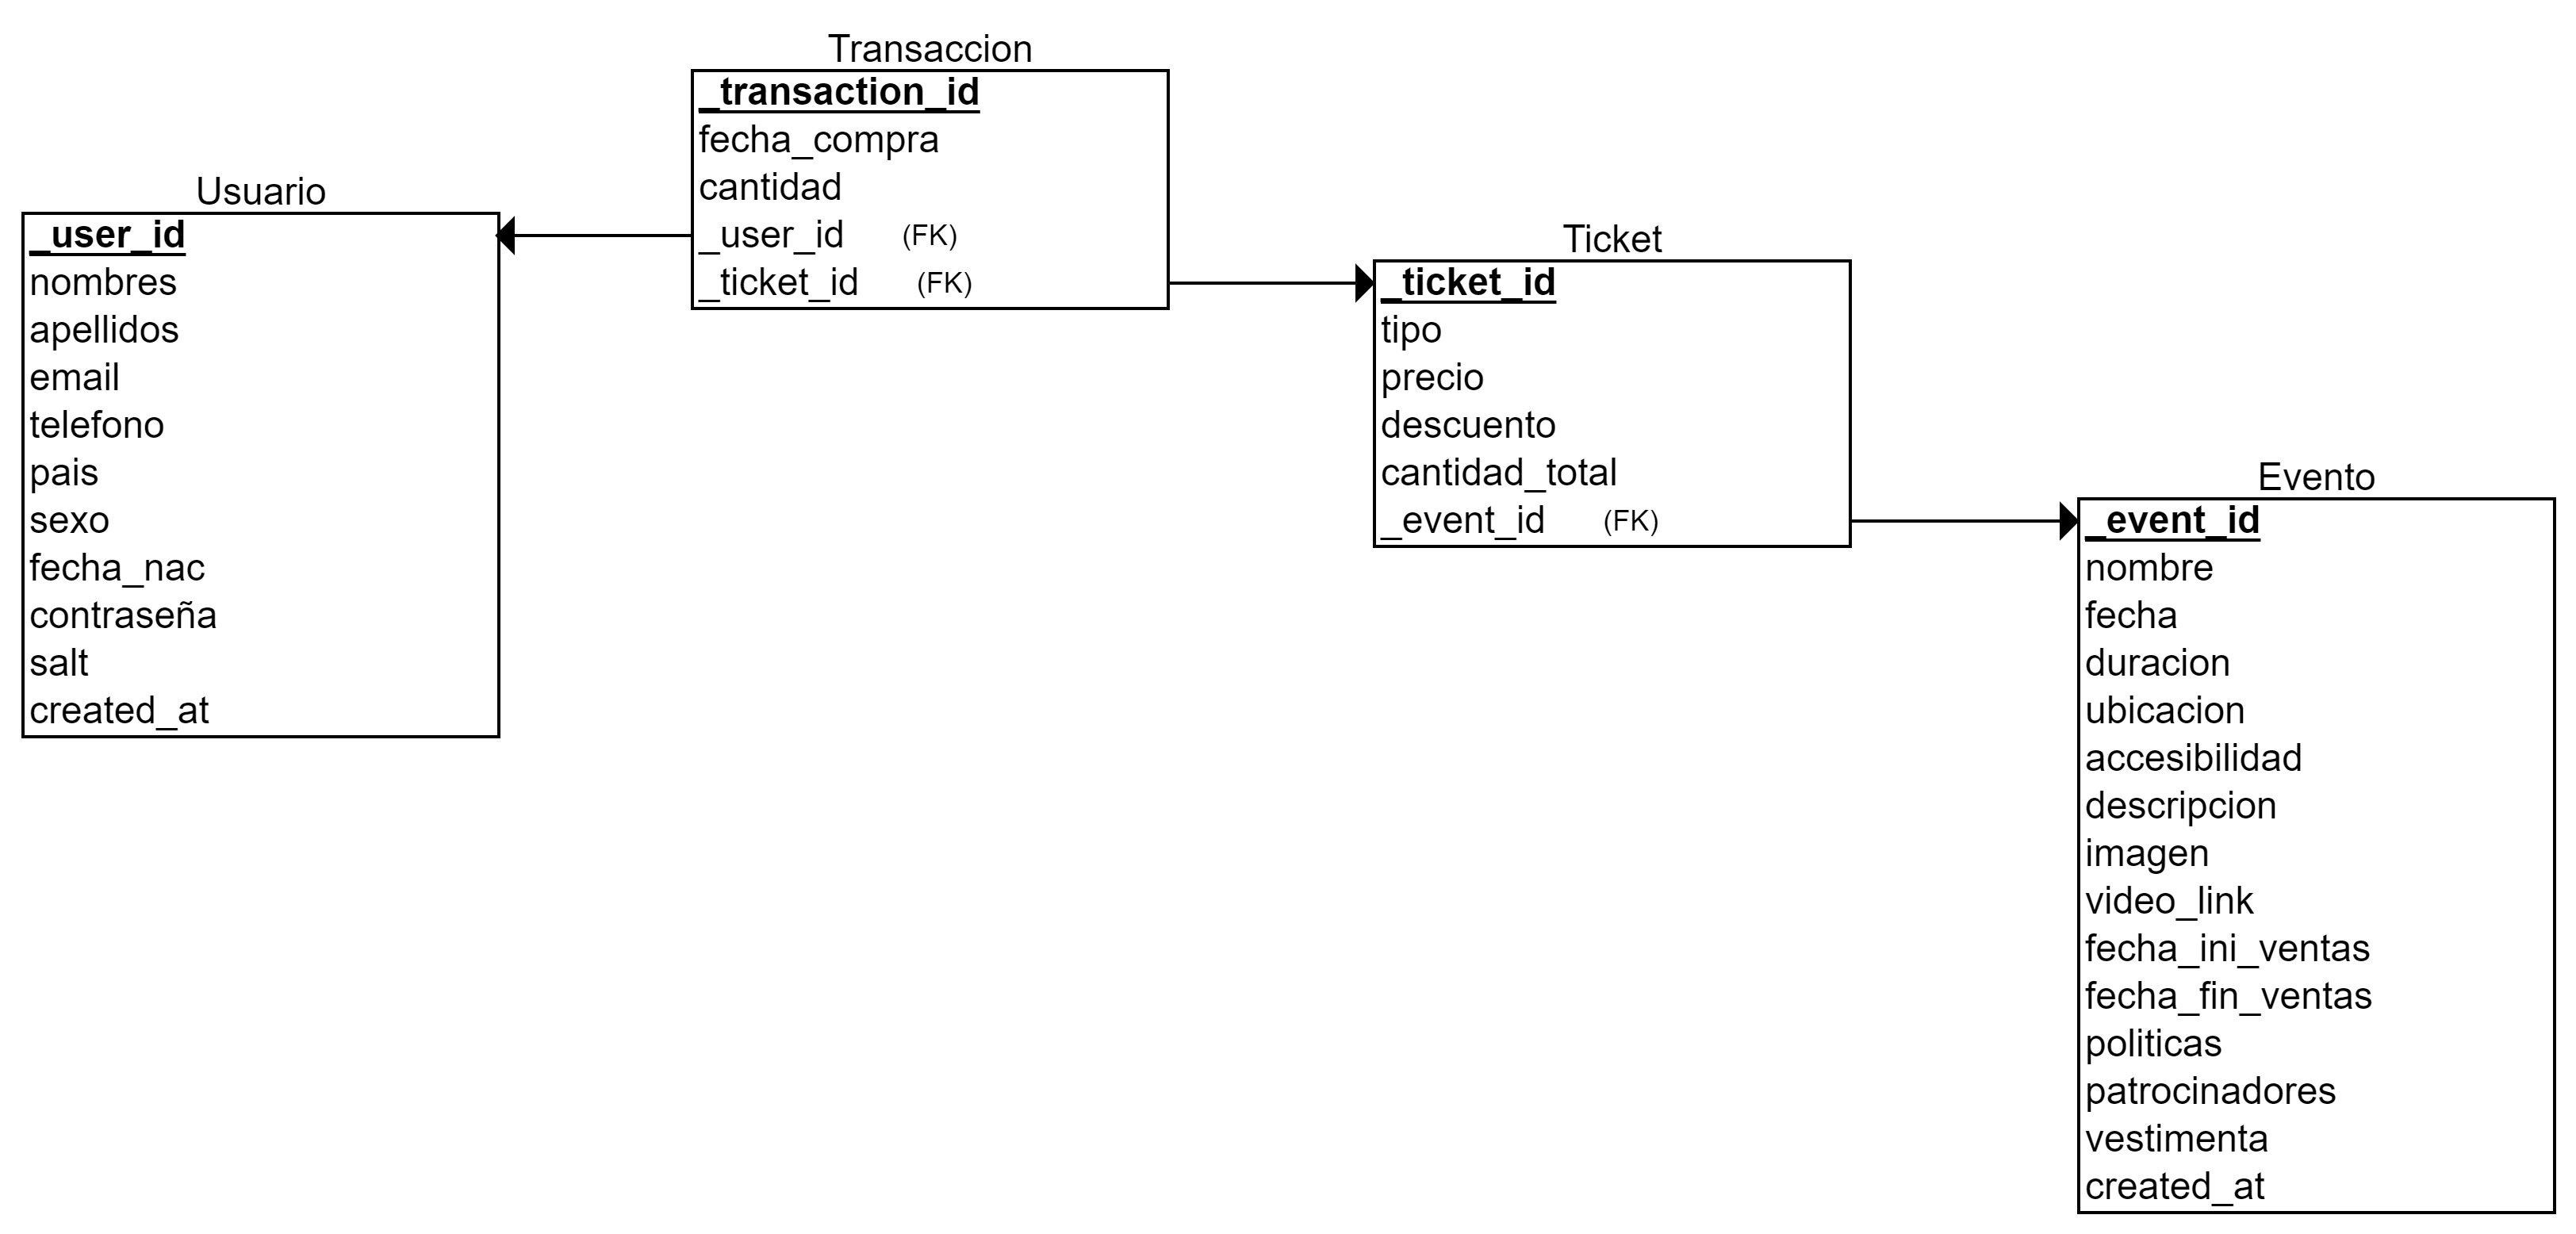 Usuario
_user_id
nombres
apellidos
email
telefono
pais
sexo
fecha_nac
contraseña
salt
created_at
Transaccion
_transaction_id
fecha_compra
cantidad
_user_id (FK)
_ticket_id (FK)
Ticket
_ticket_id
tipo
precio
descuento
cantidad_total
_event_id (FK)
Evento
_event_id
nombre
fecha
duracion
ubicacion
accesibilidad
descripcion
imagen
video_link
fecha_ini_ventas
fecha_fin_ventas
politicas
patrocinadores
vestimenta
created_at